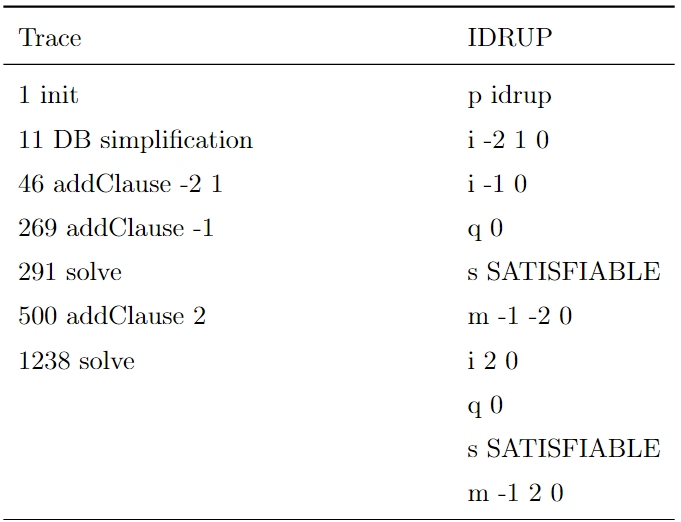 Trace IDRUP
1 init p idrup
11 DB simplification i -2 1 0
46 addClause -2 1 i -1 0
269 addClause -1 q 0
291 solve s SATISFIABLE
500 addClause 2 m -1 -2 0
1238 solve i 2 0
q 0
s SATISFIABLE
m -1 2 0